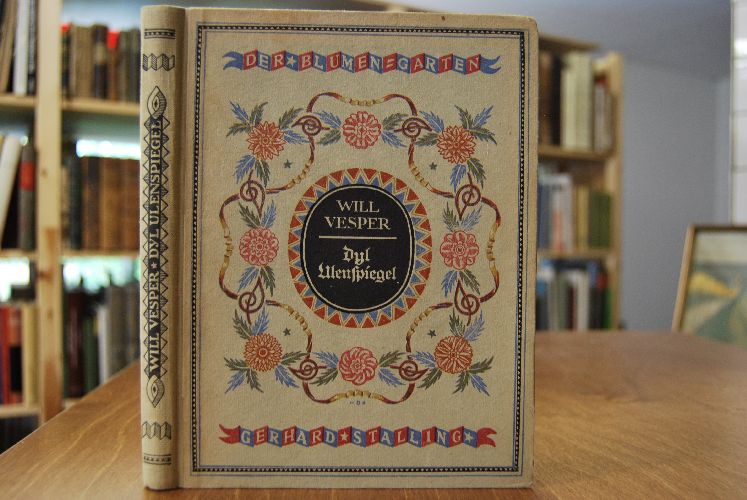 DER★BLUMEN=GARTEN
WILL
VESPER
Dyl
Ulenſpiegel
GERHARD★STALLING★
WILL VESPER★DYL ULENSPIEGEL